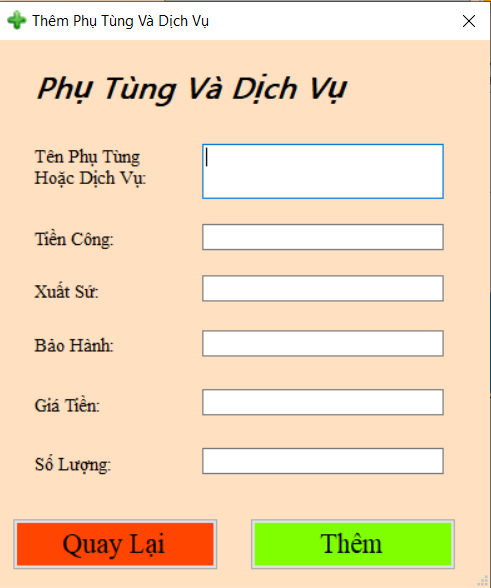 Thêm Phụ Tùng Và Dịch Vụ
Phụ Tùng Và Dịch Vụ
Tên Phụ Tùng
Hoặc Dịch Vụ:
Tiền Công:
Xuất Sứ:
Bảo Hành:
Giá Tiền:
Số Lượng:
Quay Lại
Thêm